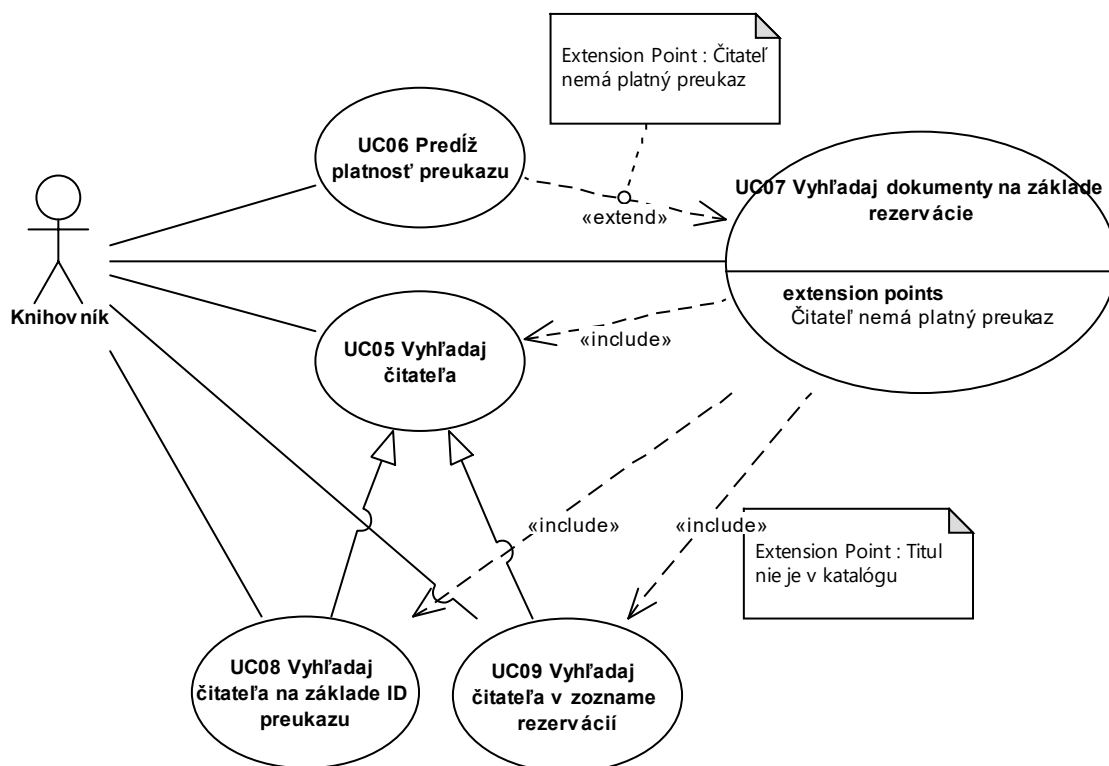 Extension Point : Čitateľ
nemá platný preukaz
UC06 Predĺž
platnosť preukazu
UC07 Vyhľadaj dokumenty na základe
rezervácie
«extend»
Knihovník
extension points
Čitateľ nemá platný preukaz
UC05 Vyhľadaj
čitateľa
«include»
«include»
«include»
Extension Point : Titul
nie je v katalógu
UC08 Vyhľadaj
čitateľa na základe ID
preukazu
UC09 Vyhľadaj
čitateľa v zozname
rezervácií